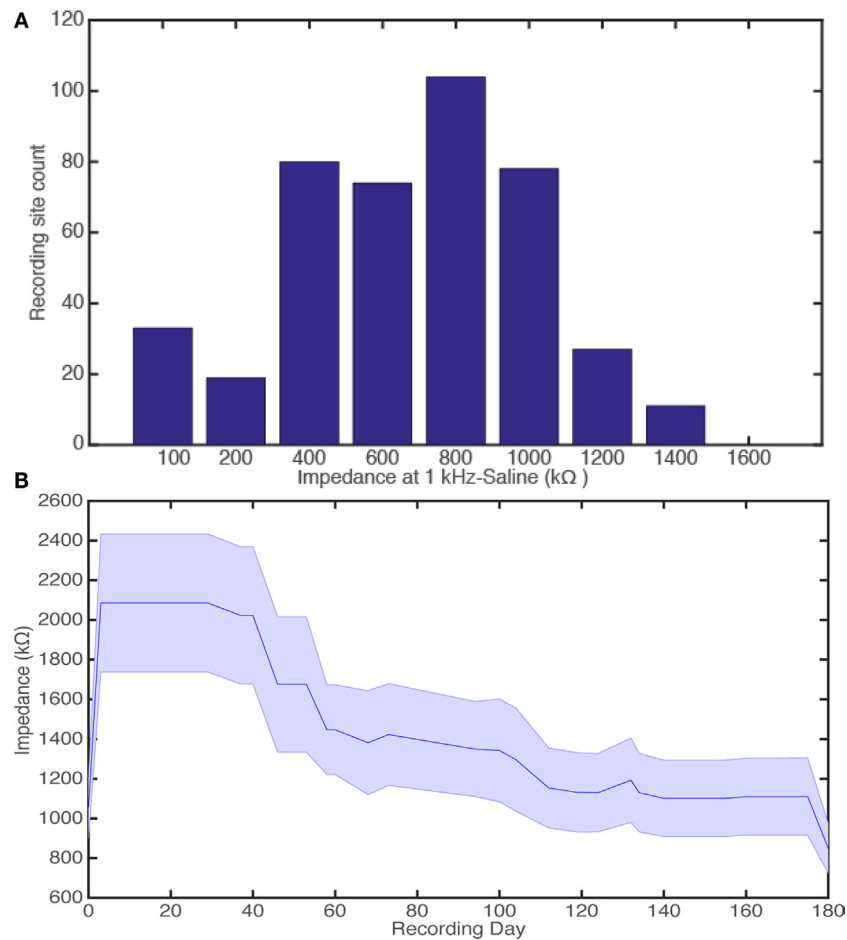 A
120
100
80
60
40
20
0
Recording site count
100 200 400 600 800 1000 1200 1400 1600
Impedance at 1 kHz-Saline (kΩ )
B
2600
2400
2200
2000
1800
1600
1400
1200
1000
800
600
Impedance (kΩ)
0 20 40 60 80 100 120 140 160 180
Recording Day